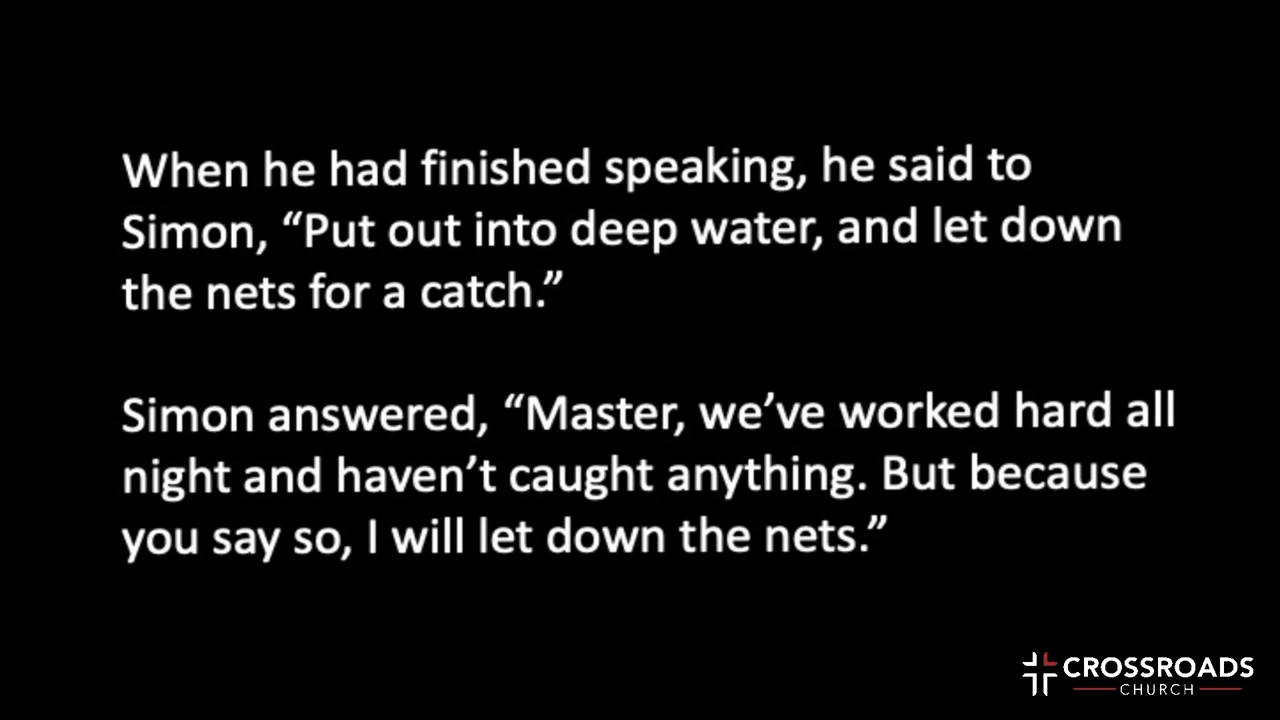 When he had finished speaking, he said to
Simon, “Put out into deep water, and let down
the nets for a catch.”
Simon answered, “Master, we’ve worked hard all
night and haven’t caught anything. But because
you say so, I will let down the nets.”
CROSSROADS
CHURCH